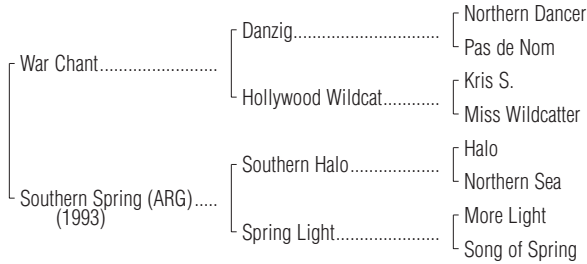 Northern Dancer
Danzig..................................
Pas de Nom
War Chant.......................
Kris S.
Hollywood Wildcat............
Miss Wildcatter
Halo
Southern Halo....................
Northern Sea
Southern Spring (ARG).....
(1993)
More Light
Spring Light.......................
Song of Spring